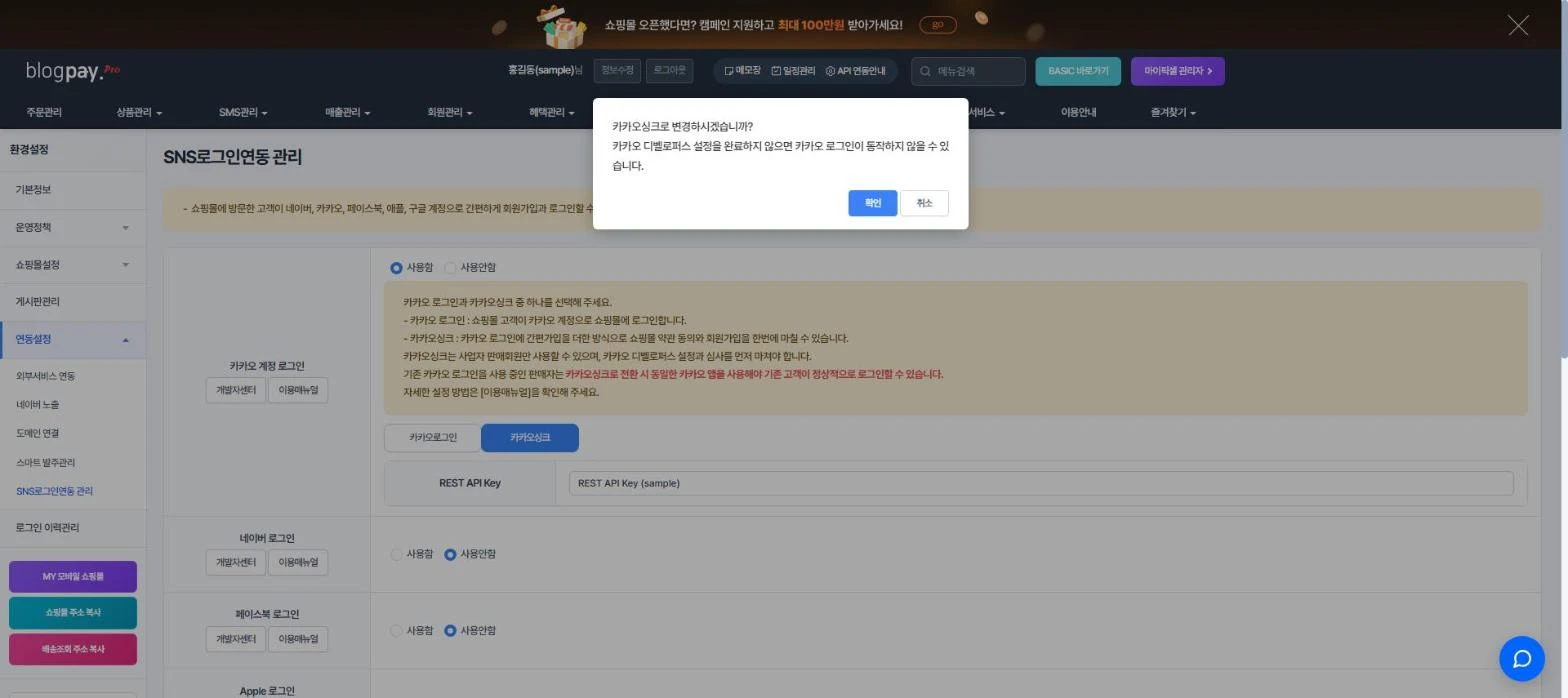 쇼핑몰 오픈했다면? 캠페인 지원하고 최대 100만원 받아가세요! go
blogpay.Pro
홍길동(sample)님 정보수정 로그아웃 메모장 일정관리 API 연동안내 메뉴검색 BASIC 바로가기 마이픽셀 관리자
주문관리 상품관리 SMS관리 매출관리 회원관리 혜택관리 서비스 이용안내 즐겨찾기
카카오싱크로 변경하시겠습니까?
카카오 디벨로퍼스 설정을 완료하지 않으면 카카오 로그인이 동작하지 않을 수 있
습니다.
확인 취소
환경설정
기본정보
운영정책
쇼핑몰설정
게시판관리
연동설정
외부서비스 연동
네이버 노출
도메인 연결
스마트 발주관리
SNS로그인연동 관리
로그인 이력관리
MY 모바일 쇼핑몰
쇼핑몰 주소 복사
배송조회 주소 복사
SNS로그인연동 관리
- 쇼핑몰에 방문한 고객이 네이버, 카카오, 페이스북, 애플, 구글 계정으로 간편하게 회원가입과 로그인할 수
카카오 계정 로그인
개발자센터 이용매뉴얼
사용함 사용안함
카카오 로그인과 카카오싱크 중 하나를 선택해 주세요.
- 카카오 로그인 : 쇼핑몰 고객이 카카오 계정으로 쇼핑몰에 로그인합니다.
- 카카오싱크 : 카카오 로그인에 간편가입을 더한 방식으로 쇼핑몰 약관 동의와 회원가입을 한번에 마칠 수 있습니다.
카카오싱크는 사업자 판매회원만 사용할 수 있으며, 카카오 디벨로퍼스 설정과 심사를 먼저 마쳐야 합니다.
기존 카카오 로그인을 사용 중인 판매자는 카카오싱크로 전환 시 동일한 카카오 앱을 사용해야 기존 고객이 정상적으로 로그인할 수 있습니다.
자세한 설정 방법은 [이용매뉴얼]을 확인해 주세요.
카카오로그인 카카오싱크
REST API Key REST API Key (sample)
네이버 로그인
개발자센터 이용매뉴얼
사용함 사용안함
페이스북 로그인
개발자센터 이용매뉴얼
사용함 사용안함
Apple 로그인